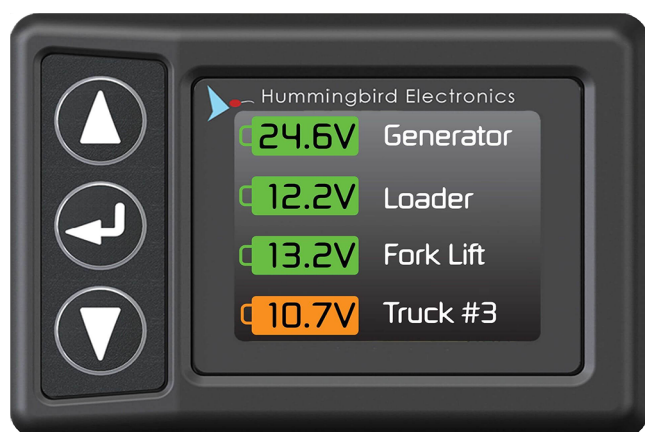 Hummingbird Electronics
24.6V Generator
12.2V Loader
13.2V Fork Lift
10.7V Truck #3